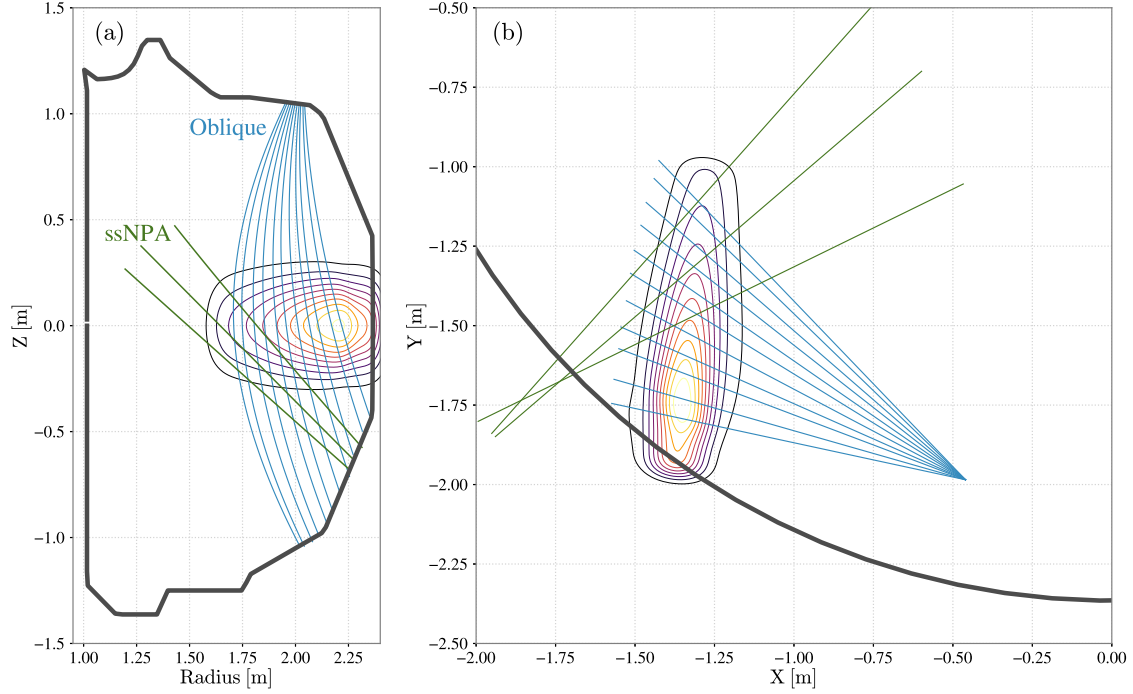 (a)
Oblique
ssNPA
1.5
1.0
0.5
0.0
−0.5
−1.0
−1.5
Z [m]
1.00 1.25 1.50 1.75 2.00 2.25
Radius [m]
(b)
−0.50
−0.75
−1.00
−1.25
−1.50
−1.75
−2.00
−2.25
−2.50
Y [m]
−2.00 −1.75 −1.50 −1.25 −1.00 −0.75 −0.50 −0.25 0.00
X [m]